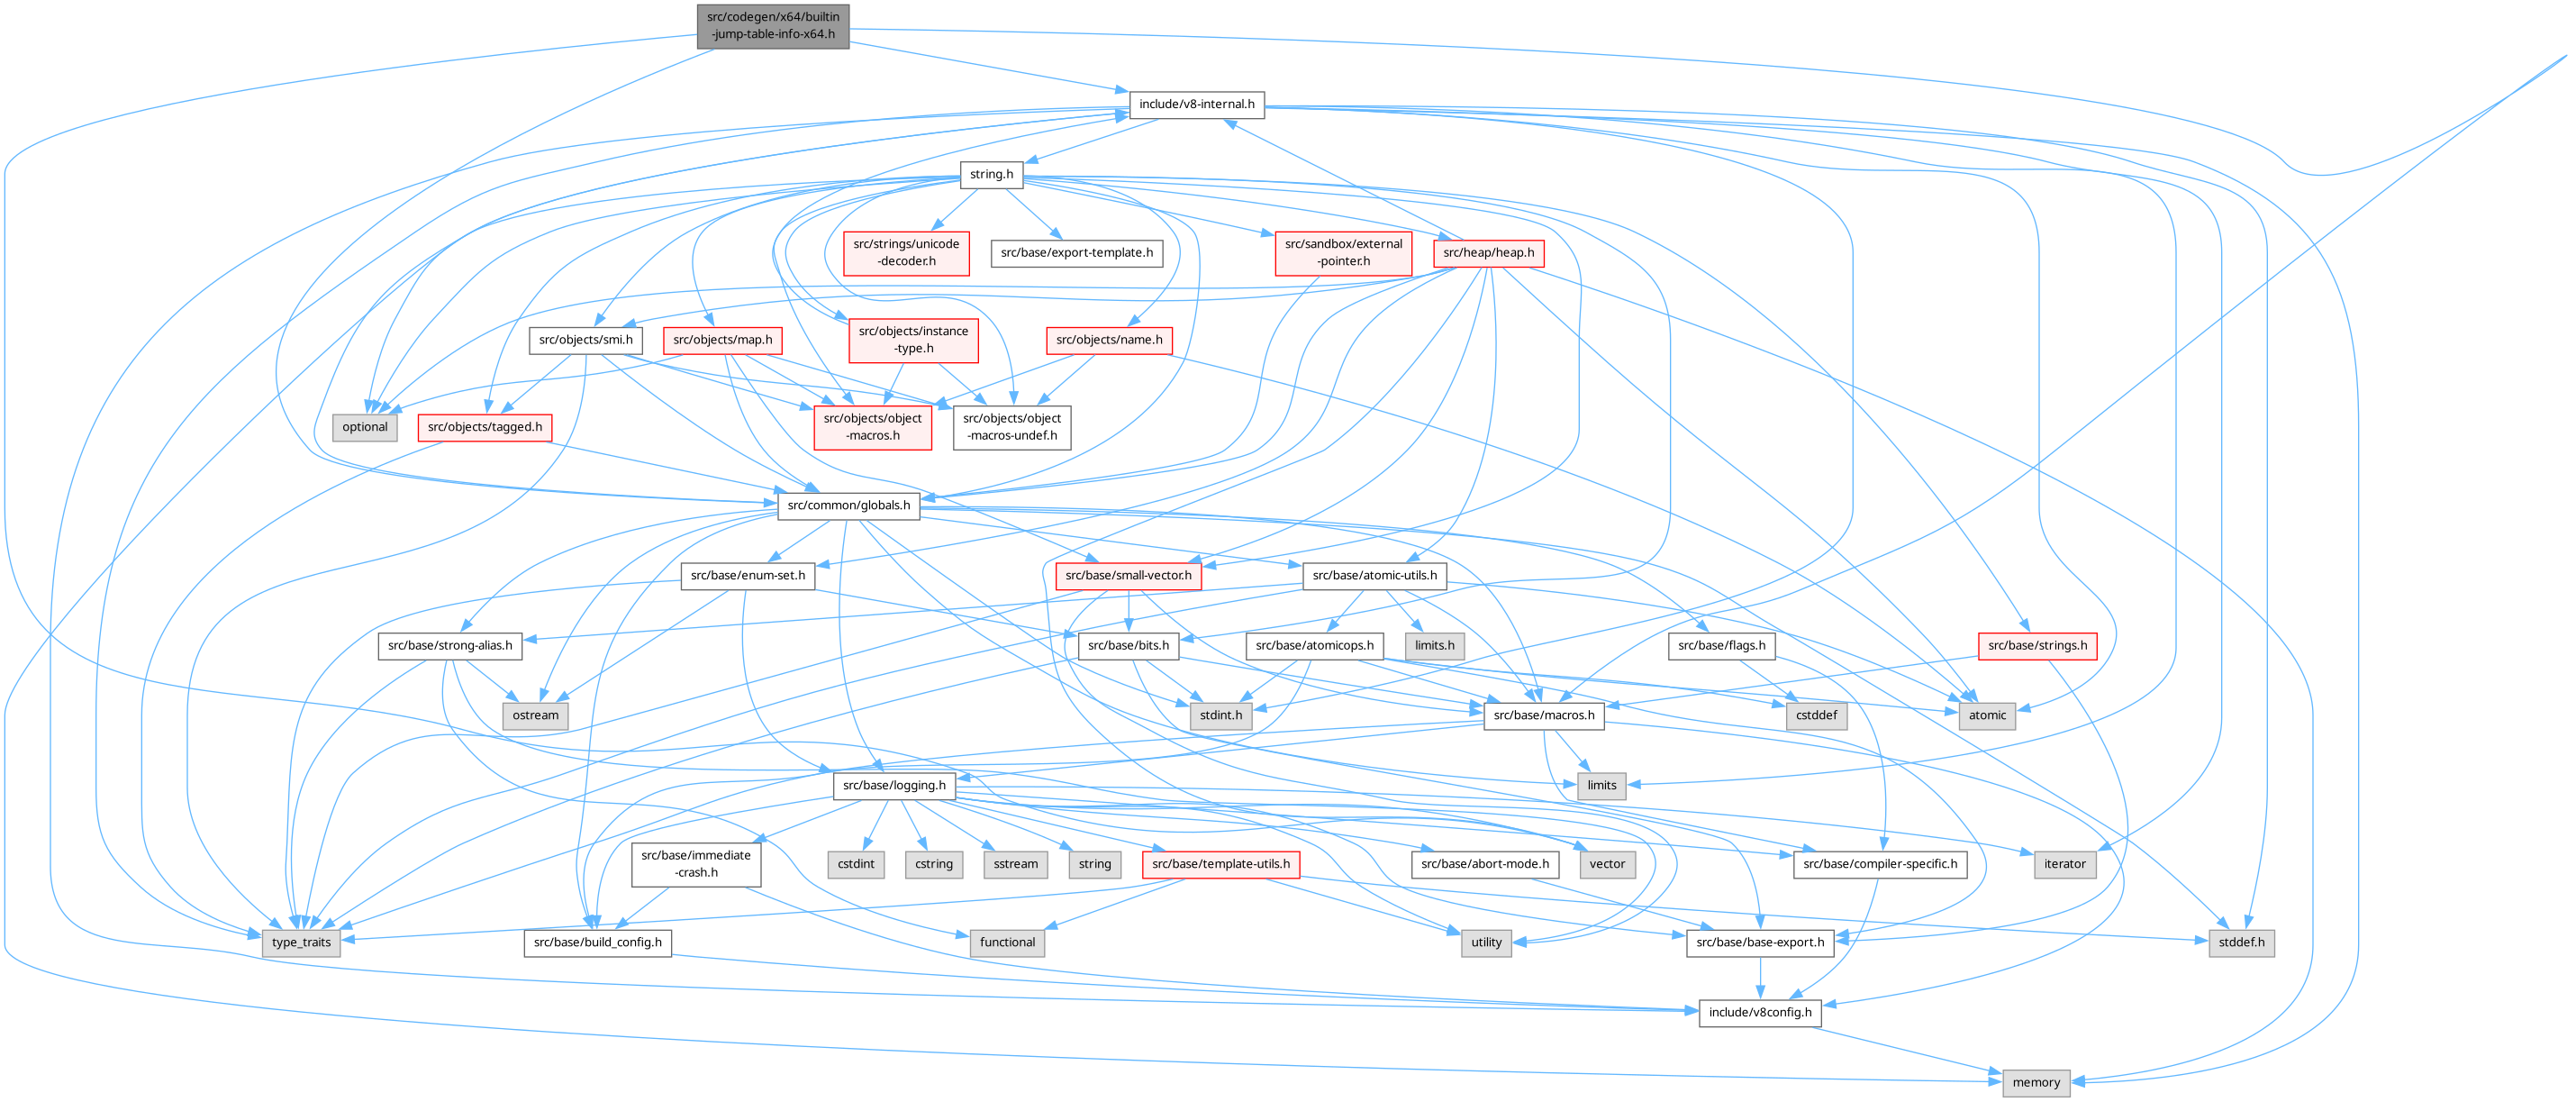 src/codegen/x64/builtin
-jump-table-info-x64.h
include/v8-internal.h
string.h
src/strings/unicode
-decoder.h
src/base/export-template.h
src/sandbox/external
-pointer.h
src/heap/heap.h
src/objects/smi.h
src/objects/map.h
src/objects/instance
-type.h
src/objects/name.h
optional
src/objects/tagged.h
src/objects/object
-macros.h
src/objects/object
-macros-undef.h
src/common/globals.h
src/base/enum-set.h
src/base/small-vector.h
src/base/atomic-utils.h
src/base/strong-alias.h
src/base/bits.h
src/base/atomicops.h
limits.h
src/base/flags.h
src/base/strings.h
ostream
stdint.h
src/base/macros.h
cstddef
atomic
src/base/logging.h
limits
src/base/immediate
-crash.h
cstdint
cstring
sstream
string
src/base/template-utils.h
src/base/abort-mode.h
vector
src/base/compiler-specific.h
iterator
type_traits
src/base/build_config.h
functional
utility
src/base/base-export.h
stddef.h
include/v8config.h
memory